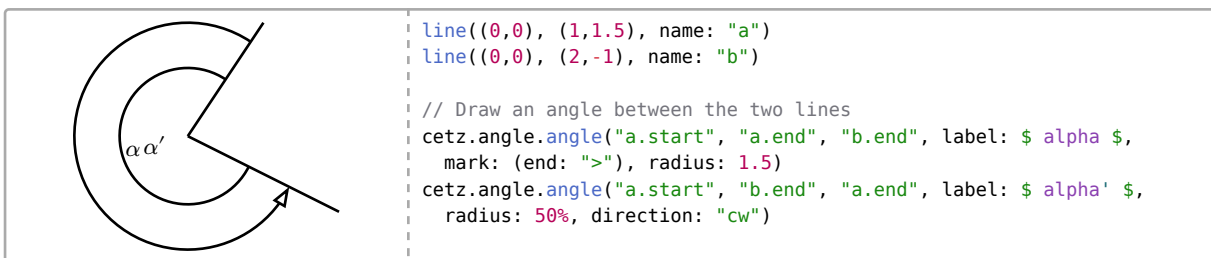 α α′
line((0,0), (1,1.5), name: "a")
line((0,0), (2,-1), name: "b")
// Draw an angle between the two lines
cetz.angle.angle("a.start", "a.end", "b.end", label: $ alpha $,
  mark: (end: ">"), radius: 1.5)
cetz.angle.angle("a.start", "b.end", "a.end", label: $ alpha' $,
  radius: 50%, direction: "cw")